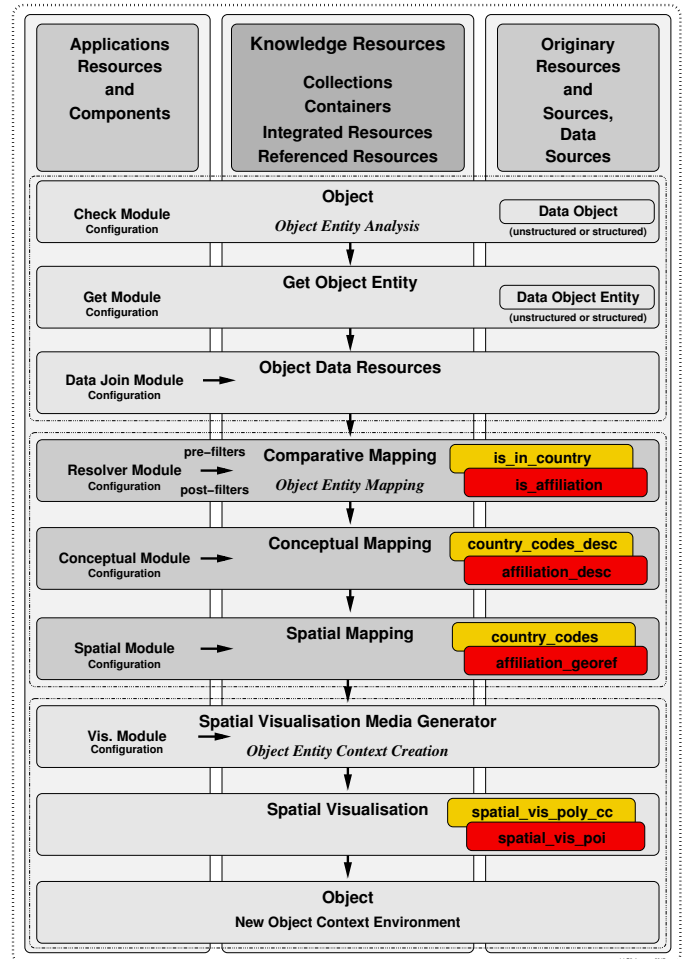 Applications
Resources
and
Components
Knowledge Resources
Collections
Containers
Integrated Resources
Referenced Resources
Originary
Resources
and
Sources,
Data
Sources
Object
Check Module
Configuration
Object Entity Analysis
Data Object
(unstructured or structured)
Get Object Entity
Get Module
Configuration
Data Object Entity
(unstructured or structured)
Object Data Resources
Data Join Module
Configuration
pre−filters
Comparative Mapping
is_in_country
Resolver Module
Configuration
post−filters
Object Entity Mapping
is_affiliation
Conceptual Mapping
country_codes_desc
Conceptual Module
Configuration
affiliation_desc
Spatial Mapping
country_codes
Spatial Module
Configuration
affiliation_georef
Spatial Visualisation Media Generator
Vis. Module
Configuration
Object Entity Context Creation
Spatial Visualisation
spatial_vis_poly_cc
spatial_vis_poi
Object
New Object Context Environment